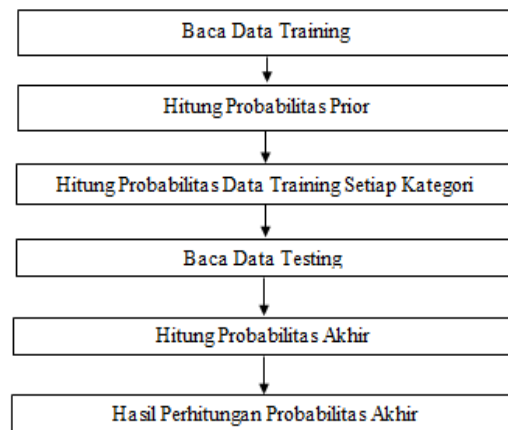 Baca Data Training
Hitung Probabilitas Prior
Hitung Probabilitas Data Training Setiap Kategori
Baca Data Testing
Hitung Probabilitas Akhir
Hasil Perhitungan Probabilitas Akhir